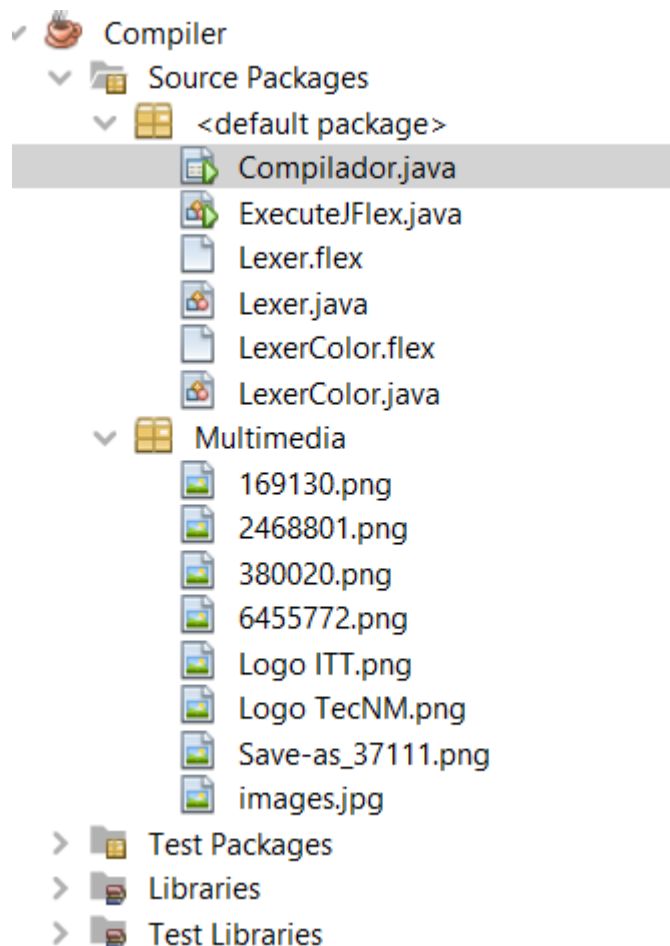 Compiler
Source Packages
<default package>
Compilador.java
ExecuteJFlex.java
Lexer.flex
Lexer.java
LexerColor.flex
LexerColor.java
Multimedia
169130.png
2468801.png
380020.png
6455772.png
Logo ITT.png
Logo TecNM.png
Save-as_37111.png
images.jpg
Test Packages
Libraries
Test Libraries